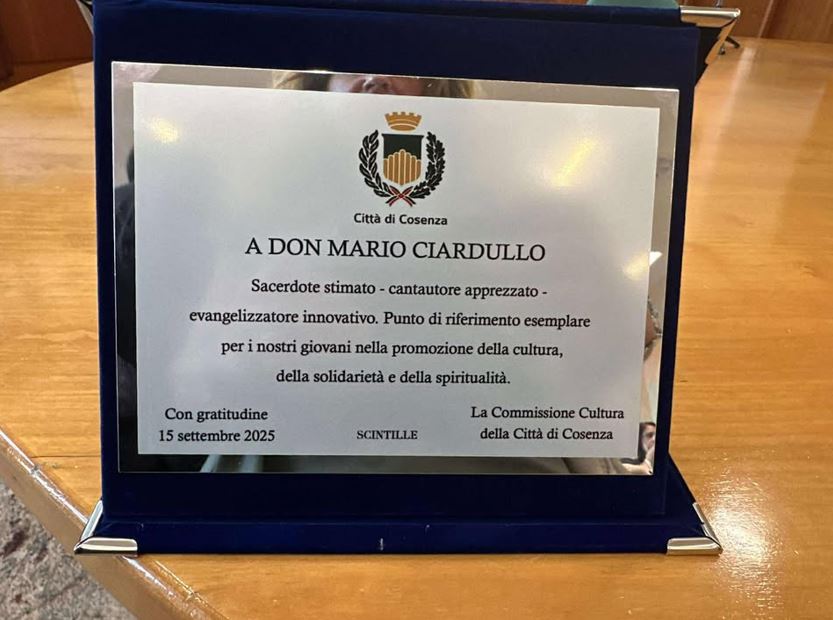 Città di Cosenza
A DON MARIO CIARDULLO
Sacerdote stimato - cantautore apprezzato -
evangelizzatore innovativo. Punto di riferimento esemplare
per i nostri giovani nella promozione della cultura,
della solidarietà e della spiritualità.
Con gratitudine
15 settembre 2025
SCINTILLE
La Commissione Cultura
della Città di Cosenza